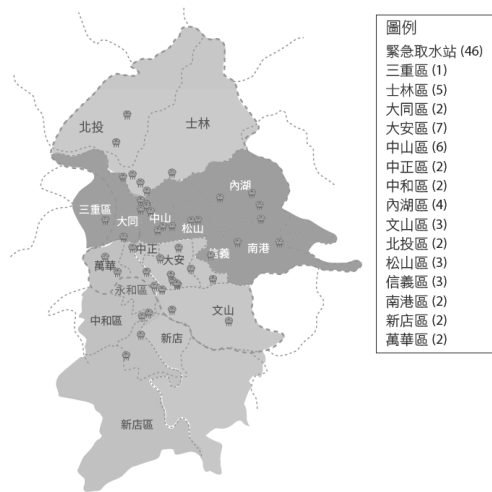 圖例
緊急取水站 (46)
三重區 (1)
士林區 (5)
大同區 (2)
大安區 (7)
中山區 (6)
中正區 (2)
中和區 (2)
內湖區 (4)
文山區 (3)
北投區 (2)
松山區 (3)
信義區 (3)
南港區 (2)
新店區 (2)
萬華區 (2)
北投
士林
內湖
三重區
大同
中山
松山
中正
大安
信義
南港
萬華
永和區
中和區
文山
新店
新店區